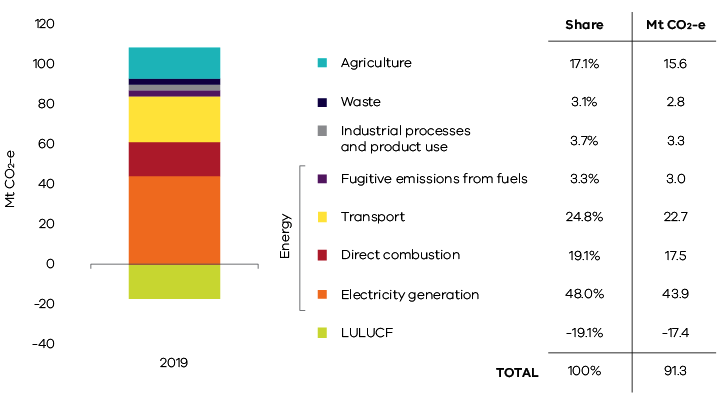 Share Mt CO₂-e
120
100
80
60
40
20
0
-20
-40
Mt CO₂-e
2019
Agriculture 17.1% 15.6
Waste 3.1% 2.8
Industrial processes
and product use 3.7% 3.3
Energy
Fugitive emissions from fuels 3.3% 3.0
Transport 24.8% 22.7
Direct combustion 19.1% 17.5
Electricity generation 48.0% 43.9
LULUCF -19.1% -17.4
TOTAL 100% 91.3